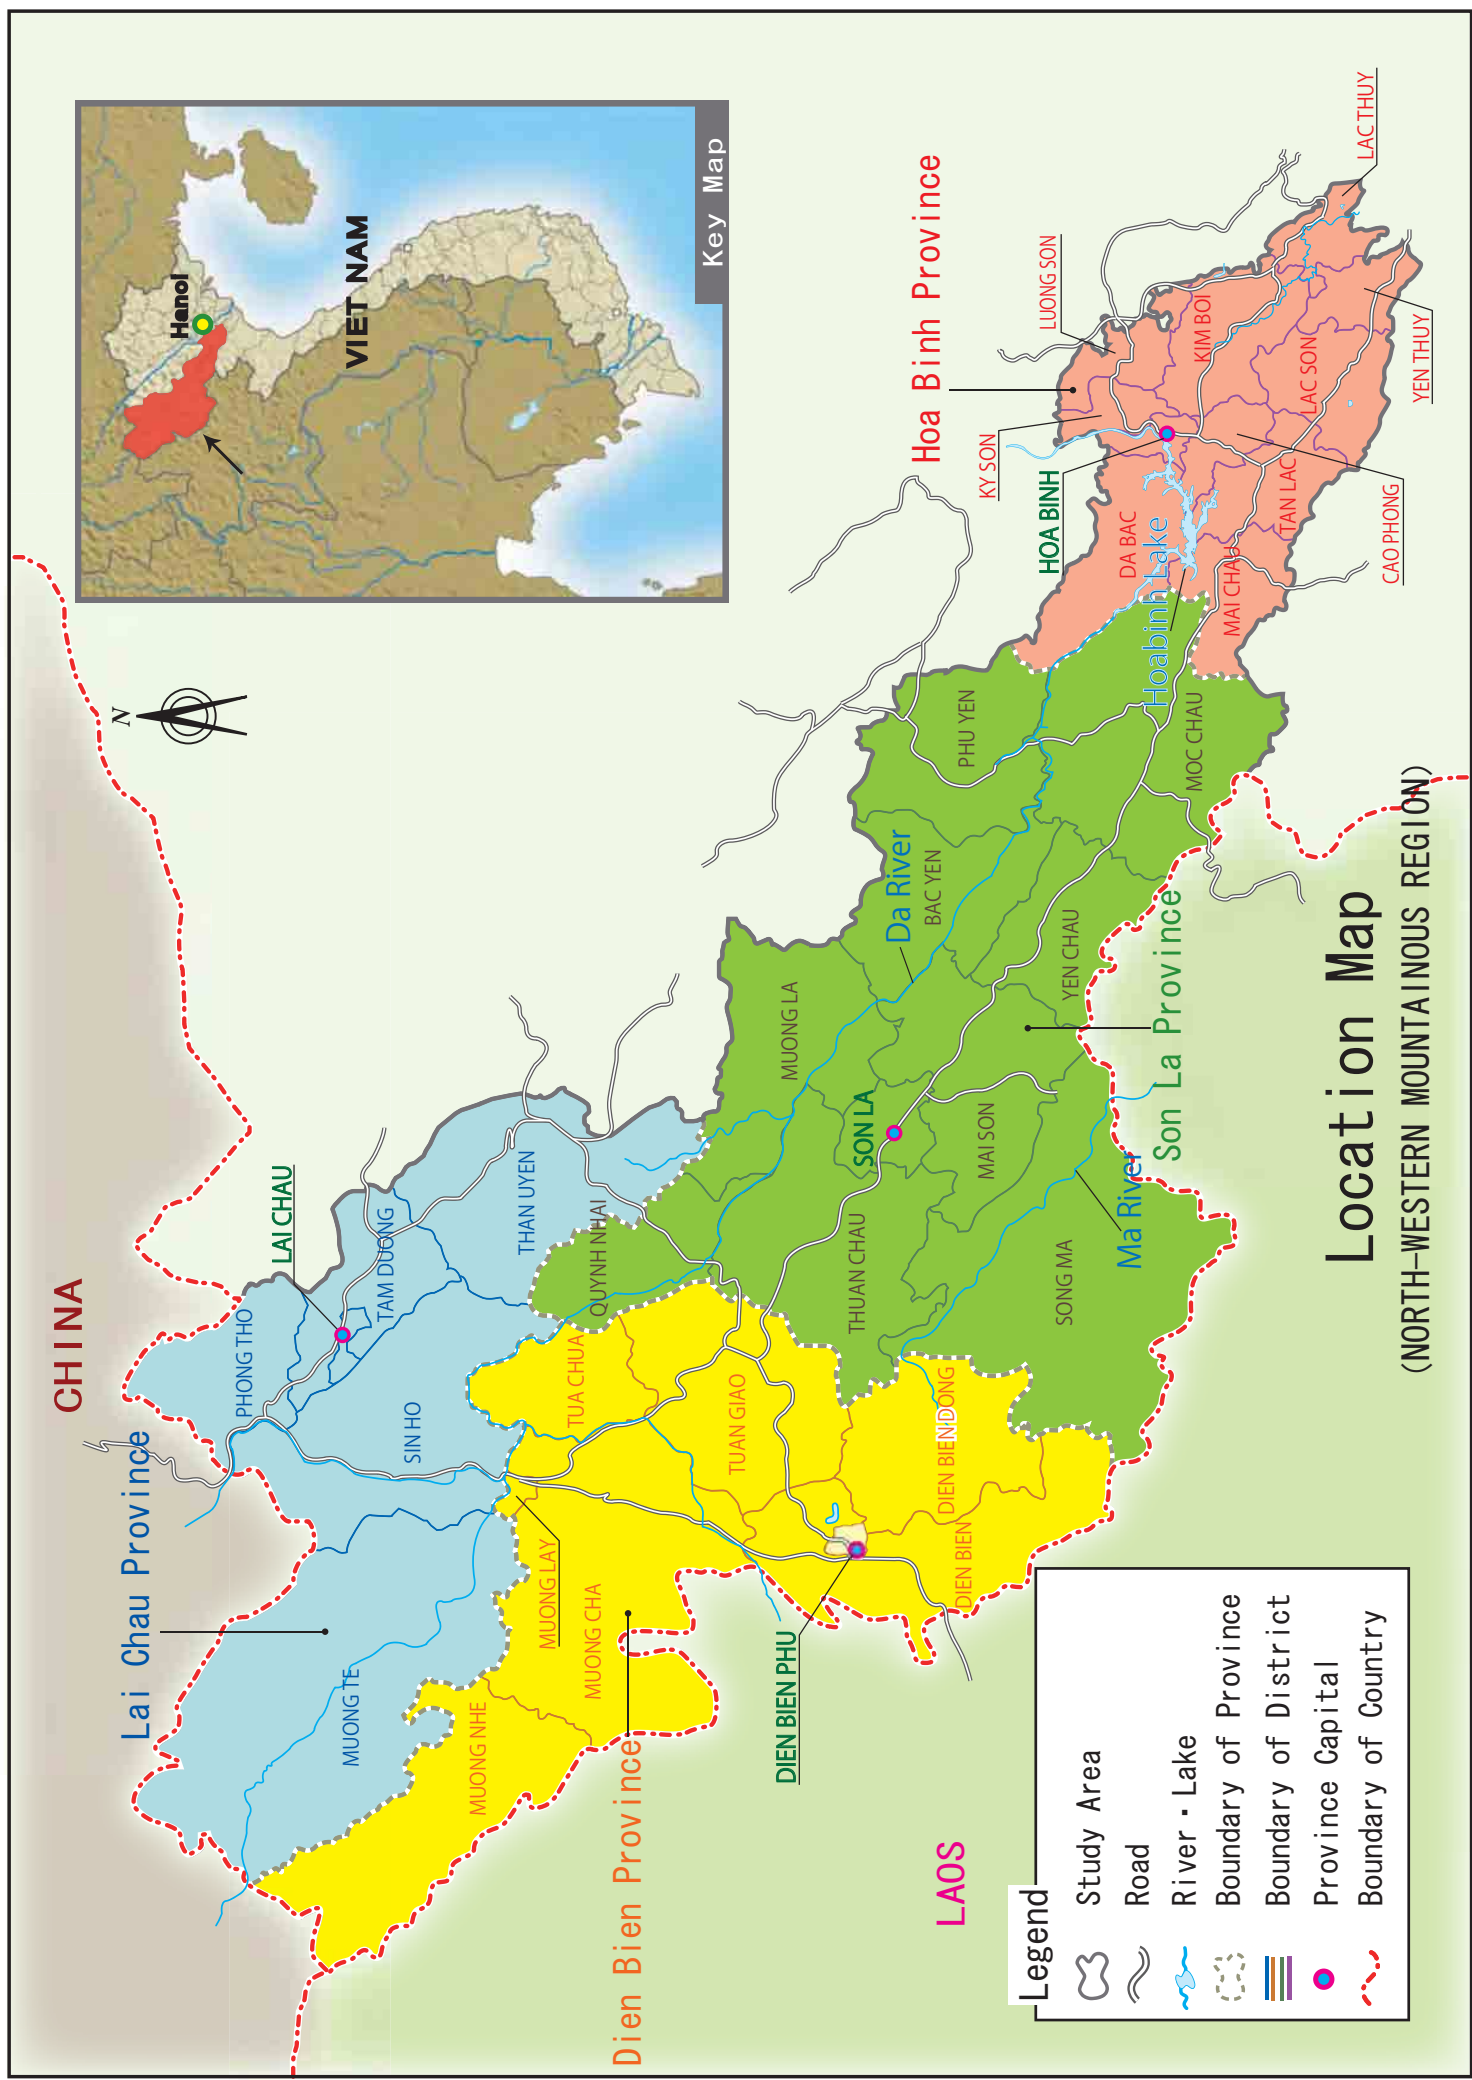 CHINA
N
Hanoi
VIET NAM
Key Map
Lai Chau Province
LAI CHAU
PHONG THO
TAM DUONG
SIN HO
THAN UYEN
MUONG TE
Dien Bien Province
MUONG NHE
MUONG CHA
MUONG LAY
TUA CHUA
TUAN GIAO
DIEN BIEN PHU
DIEN BIEN
DIEN BIEN DONG
Son La Province
QUYNH NHAI
MUONG LA
SON LA
THUAN CHAU
MAI SON
SONG MA
Ma River
YEN CHAU
BAC YEN
Da River
PHU YEN
MOC CHAU
Hoa Binh Province
LUONG SON
KY SON
HOA BINH
DA BAC
Hoabinh Lake
MAI CHAU
TAN LAC
CAO PHONG
KIM BOI
LAC SON
YEN THUY
LAC THUY
LAOS
Legend
Study Area
Road
River・Lake
Boundary of Province
Boundary of District
Province Capital
Boundary of Country
Location Map
(NORTH-WESTERN MOUNTAINOUS REGION)